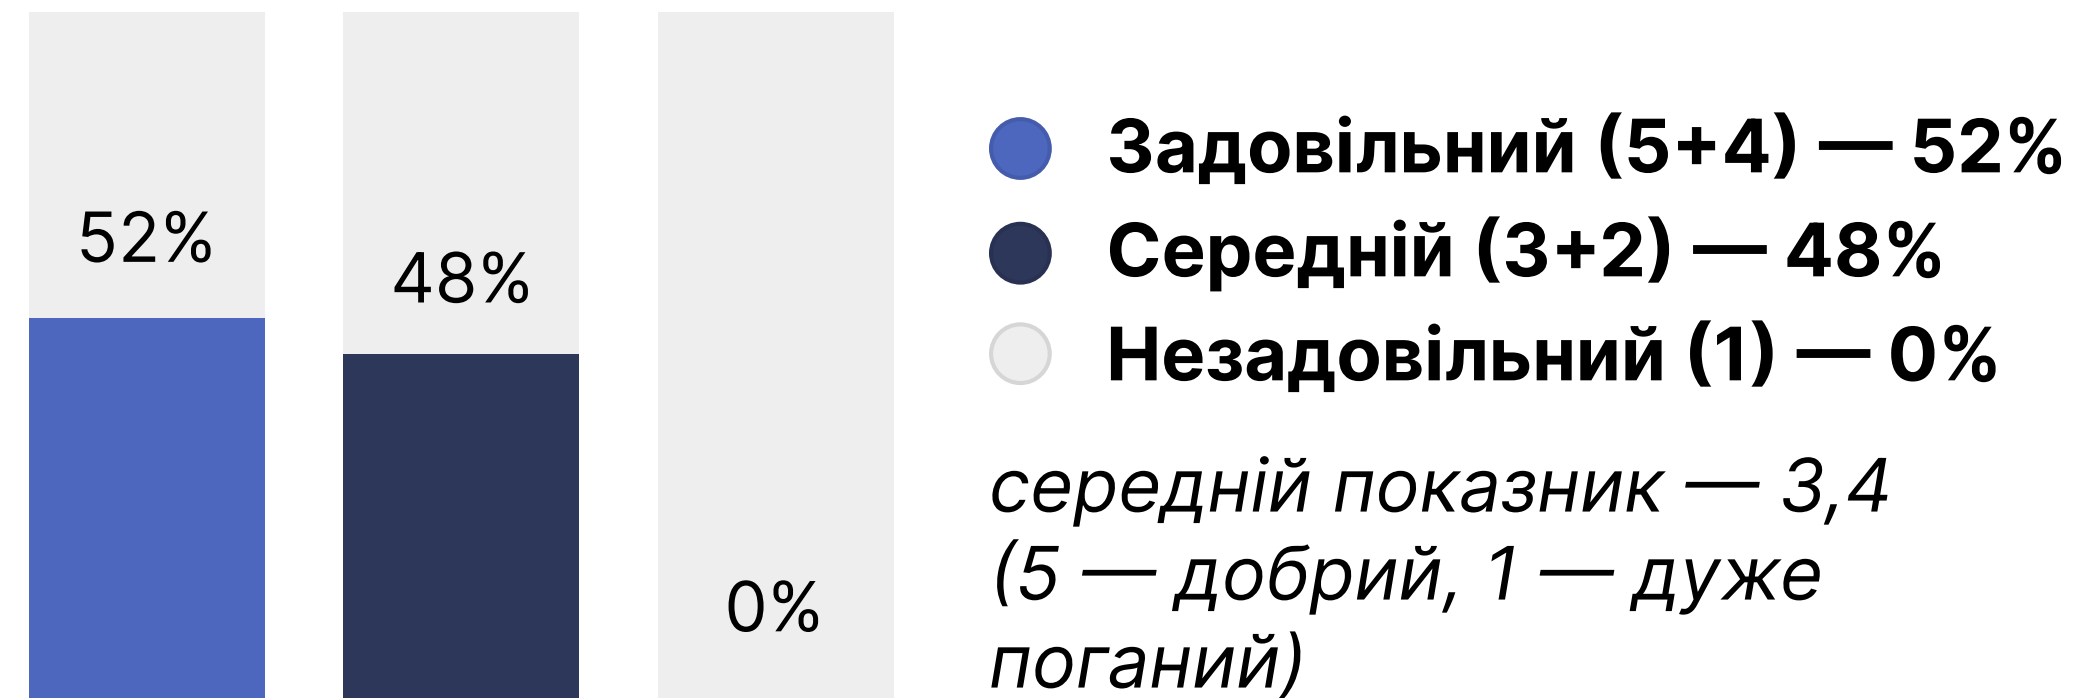 52%
48%
0%
Задовільний (5+4) — 52%
Середній (3+2) — 48%
Незадовільний (1) — 0%
середній показник — 3,4
(5 — добрий, 1 — дуже
поганий)